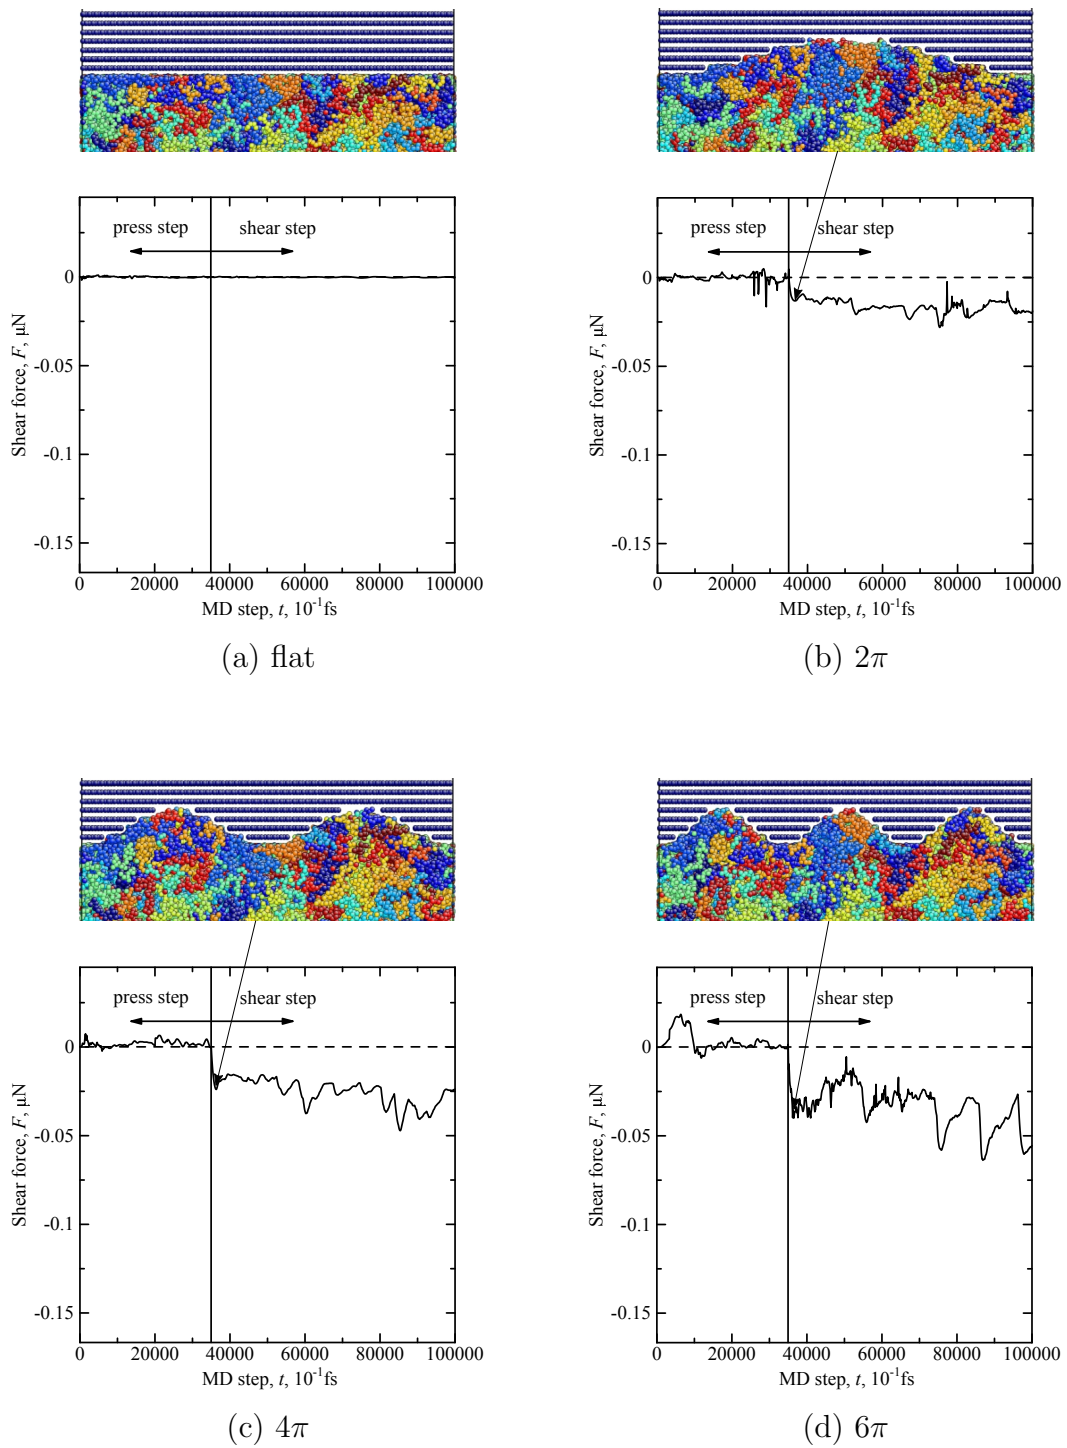 press step
shear step
0
-0.05
-0.1
-0.15
Shear force, F, μN
0 20000 40000 60000 80000 100000
MD step, t, 10⁻¹fs
(a) flat
press step
shear step
0
-0.05
-0.1
-0.15
Shear force, F, μN
0 20000 40000 60000 80000 100000
MD step, t, 10⁻¹fs
(b) 2π
press step
shear step
0
-0.05
-0.1
-0.15
Shear force, F, μN
0 20000 40000 60000 80000 100000
MD step, t, 10⁻¹fs
(c) 4π
press step
shear step
0
-0.05
-0.1
-0.15
Shear force, F, μN
0 20000 40000 60000 80000 100000
MD step, t, 10⁻¹fs
(d) 6π